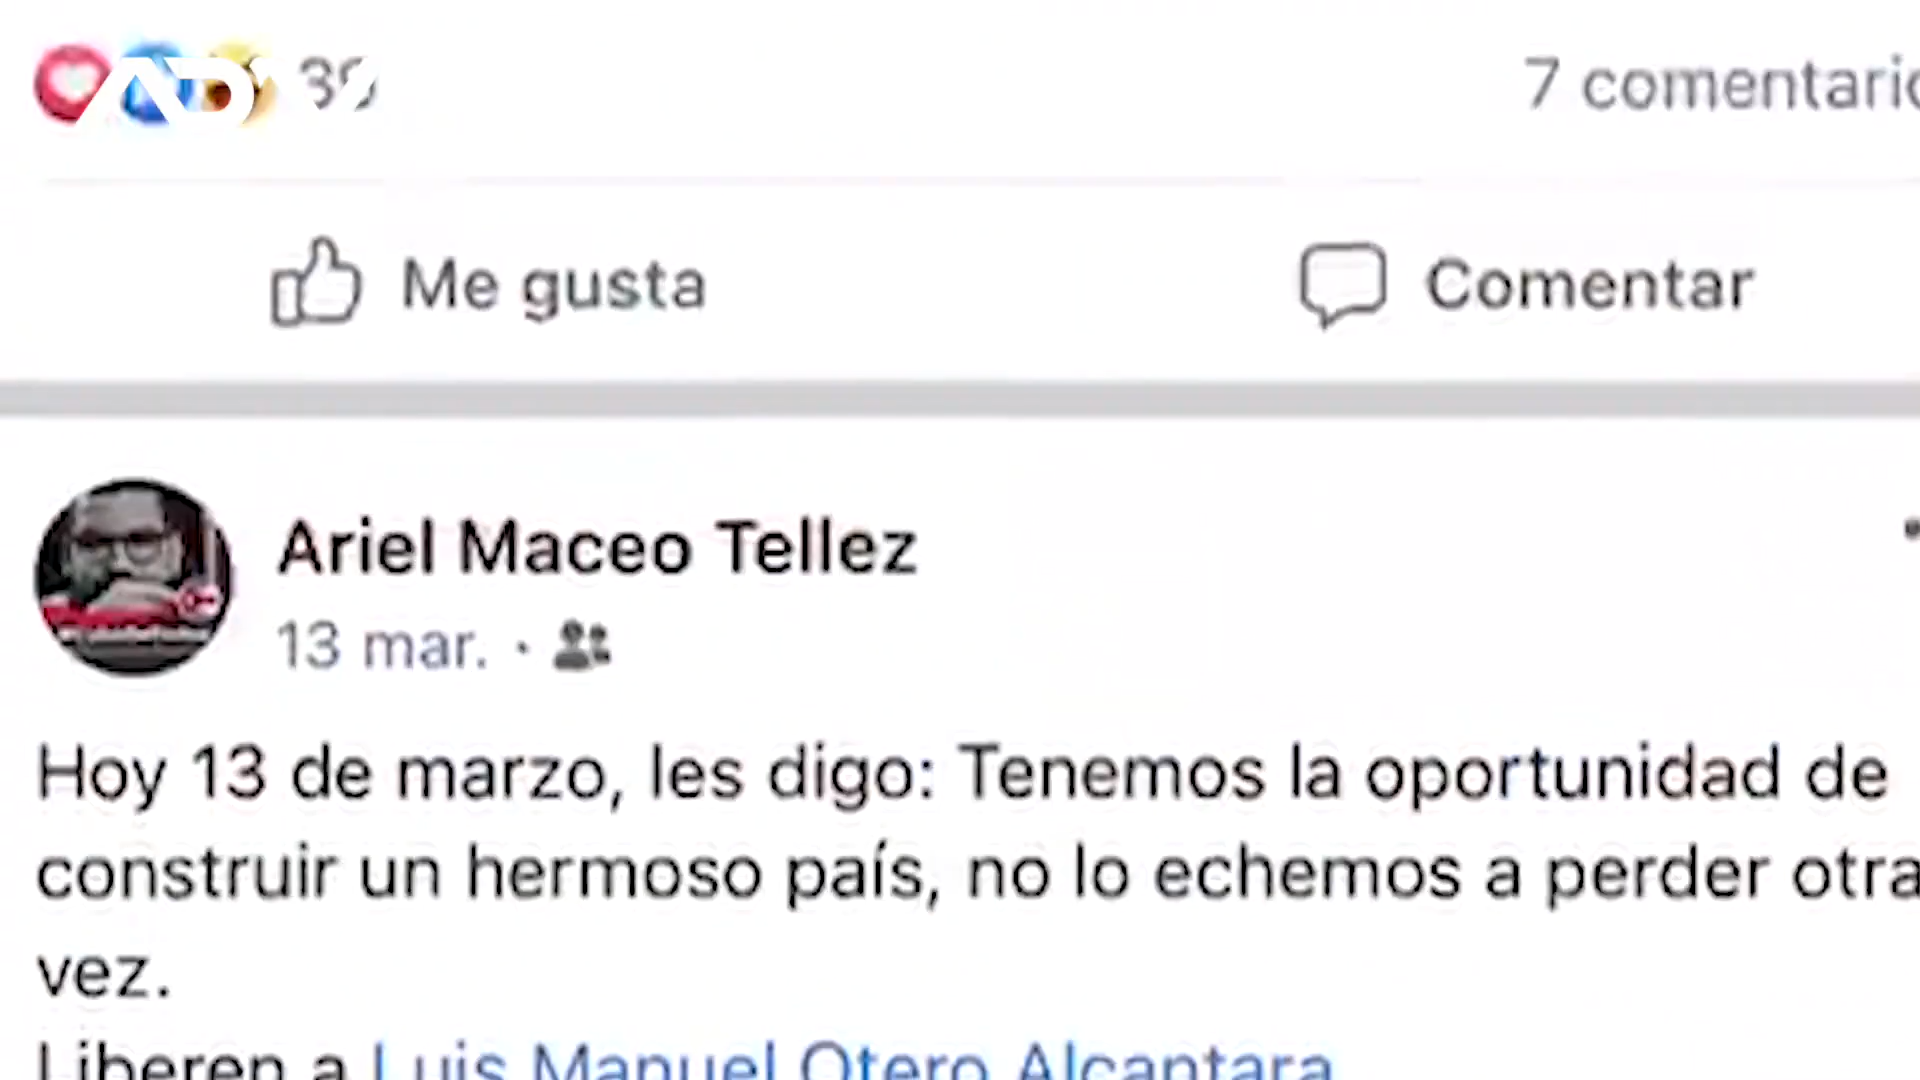 39
7 comentario
Me gusta
Comentar
Ariel Maceo Tellez
13 mar. ·
Hoy 13 de marzo, les digo: Tenemos la oportunidad de
construir un hermoso país, no lo echemos a perder otra
vez.
Liberen a Luis Manuel Otero Alcantara